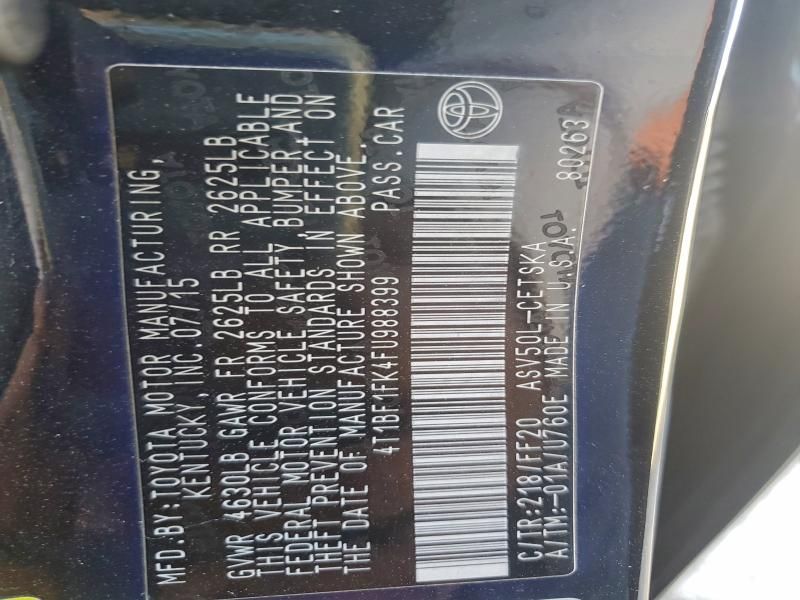 MFD.BY:TOYOTA MOTOR MANUFACTURING,
KENTUCKY, INC.07/15
GVWR 4630LB GAWR FR 2625LB RR 2625LB
THIS VEHICLE CONFORMS TO ALL APPLICABLE
FEDERAL MOTOR VEHICLE SAFETY, BUMPER,AND
THEFT PREVENTION STANDARDS IN EFFECT ON
THE DATE OF MANUFACTURE SHOWN ABOVE.
4T1BF1FK4FU988399 PASS.CAR
C/TR:218/FF20 ASV50L-CETSKA
A/TM:-01A/U760E MADE IN U.S.A. 80263